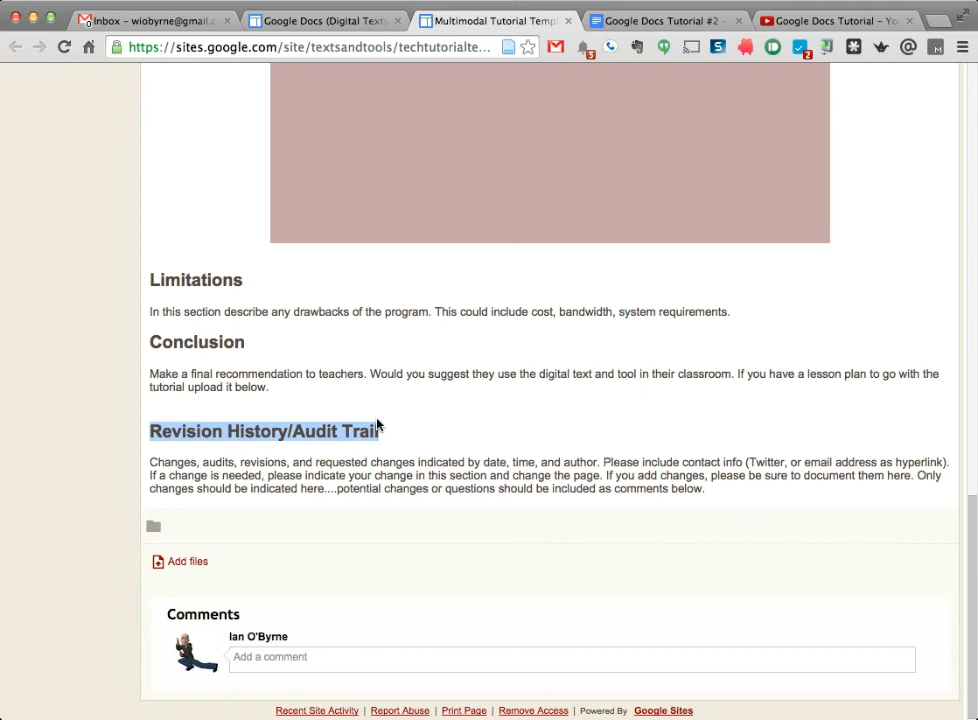 Inbox - wiobyrne@gmail.c
Google Docs (Digital Texts
Multimodal Tutorial Templ
Google Docs Tutorial #2 -
Google Docs Tutorial - Yo
https://sites.google.com/site/textsandtools/techtutorialte...
Limitations
In this section describe any drawbacks of the program. This could include cost, bandwidth, system requirements.
Conclusion
Make a final recommendation to teachers. Would you suggest they use the digital text and tool in their classroom. If you have a lesson plan to go with the
tutorial upload it below.
Revision History/Audit Trail
Changes, audits, revisions, and requested changes indicated by date, time, and author. Please include contact info (Twitter, or email address as hyperlink).
If a change is needed, please indicate your change in this section and change the page. If you add changes, please be sure to document them here. Only
changes should be indicated here....potential changes or questions should be included as comments below.
Add files
Comments
Ian O'Byrne
Add a comment
Recent Site Activity | Report Abuse | Print Page | Remove Access | Powered By Google Sites